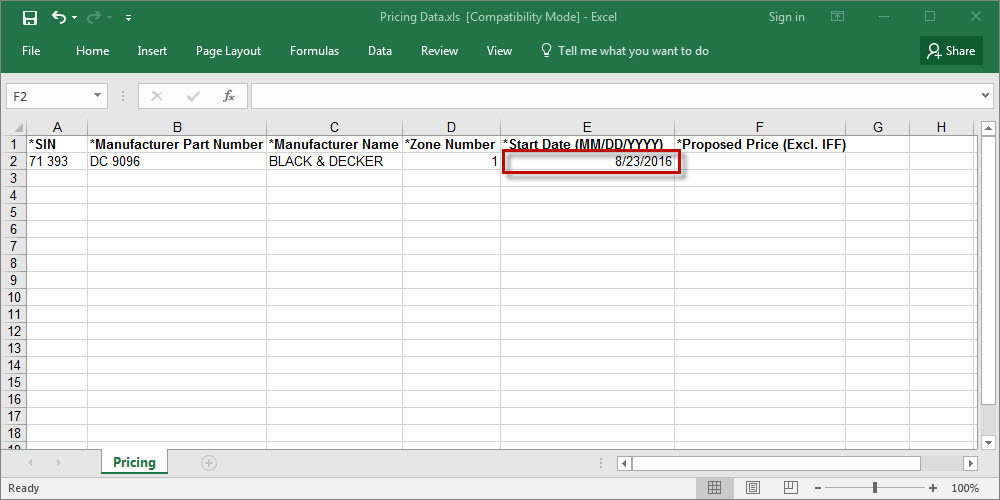 Pricing Data.xls [Compatibility Mode] - Excel
Sign in
File Home Insert Page Layout Formulas Data Review View Tell me what you want to do Share
F2 fx
A B C D E F G H
1 *SIN *Manufacturer Part Number *Manufacturer Name *Zone Number *Start Date (MM/DD/YYYY) *Proposed Price (Excl. IFF)
2 71 393 DC 9096 BLACK & DECKER 1 8/23/2016
3
4
5
6
7
8
9
10
11
12
13
14
15
16
17
18
19
Pricing
Ready 100%